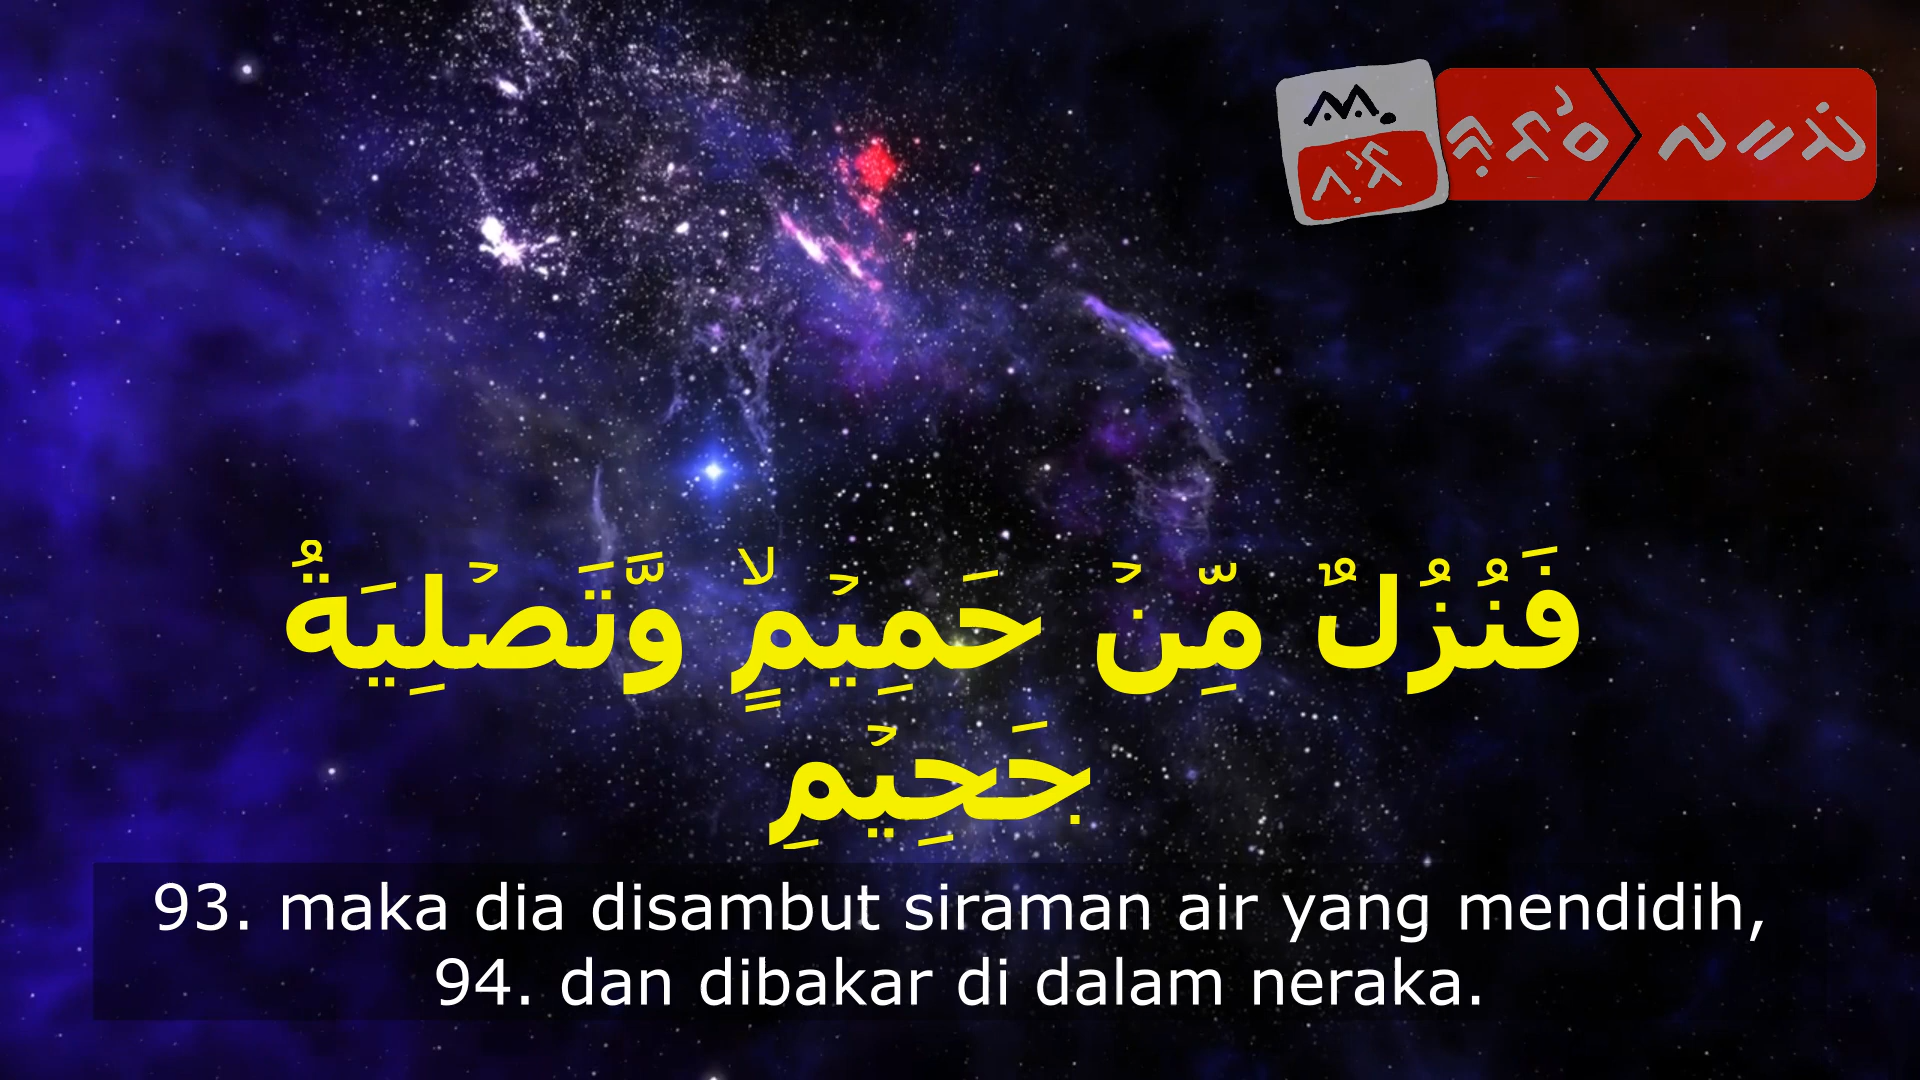 فَنُزُلٌ مِّنۡ حَمِيۡمٍۙ وَّتَصۡلِيَةُ
جَحِيۡمِ
93. maka dia disambut siraman air yang mendidih,
94. dan dibakar di dalam neraka.